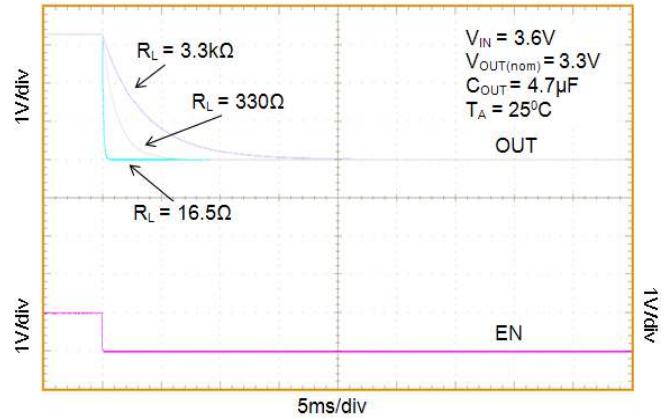 V_IN = 3.6V
V_OUT(nom) = 3.3V
C_OUT = 4.7µF
T_A = 25⁰C
OUT
R_L = 3.3kΩ
R_L = 330Ω
R_L = 16.5Ω
1V/div
1V/div
1V/div
EN
5ms/div